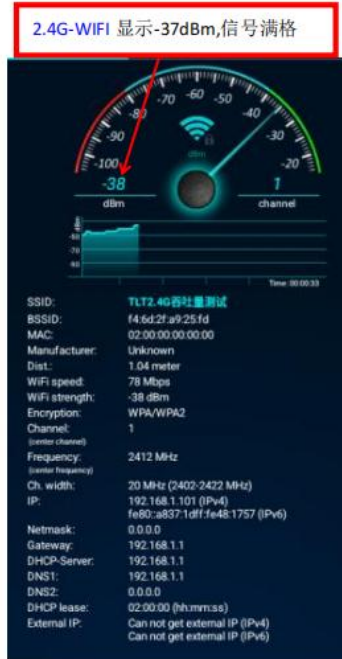 2.4G-WIFI 显示-37dBm,信号满格
-100
-90
-70
-60
-50
-40
-30
-20
dBm
-38
dBm
1
channel
dBm
-60
-70
-80
Time: 00:00:33
SSID: TLT2.4G吞吐量测试
BSSID: f4:6d:2f:a9:25:fd
MAC: 02:00:00:00:00:00
Manufacturer: Unknown
Dist.: 1.04 meter
WiFi speed: 78 Mbps
WiFi strength: -38 dBm
Encryption: WPA/WPA2
Channel: 1
(center channel)
Frequency: 2412 MHz
(center frequency)
Ch. width: 20 MHz (2402-2422 MHz)
IP: 192.168.1.101 (IPv4)
fe80::a837:1dff:fe48:1757 (IPv6)
Netmask: 0.0.0.0
Gateway: 192.168.1.1
DHCP-Server: 192.168.1.1
DNS1: 192.168.1.1
DNS2: 0.0.0.0
DHCP lease: 02:00:00 (hh:mm:ss)
External IP: Can not get external IP (IPv4)
Can not get external IP (IPv6)